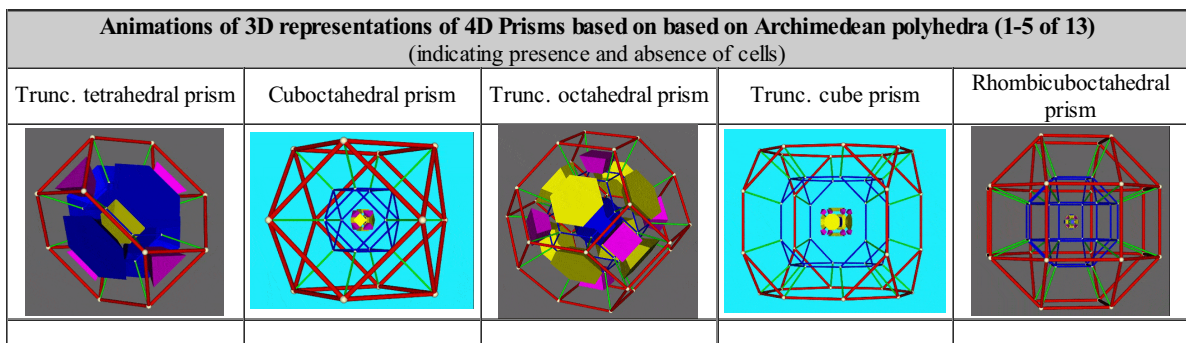 Animations of 3D representations of 4D Prisms based on based on Archimedean polyhedra (1-5 of 13)
(indicating presence and absence of cells)
Trunc. tetrahedral prism
Cuboctahedral prism
Trunc. octahedral prism
Trunc. cube prism
Rhombicuboctahedral
prism